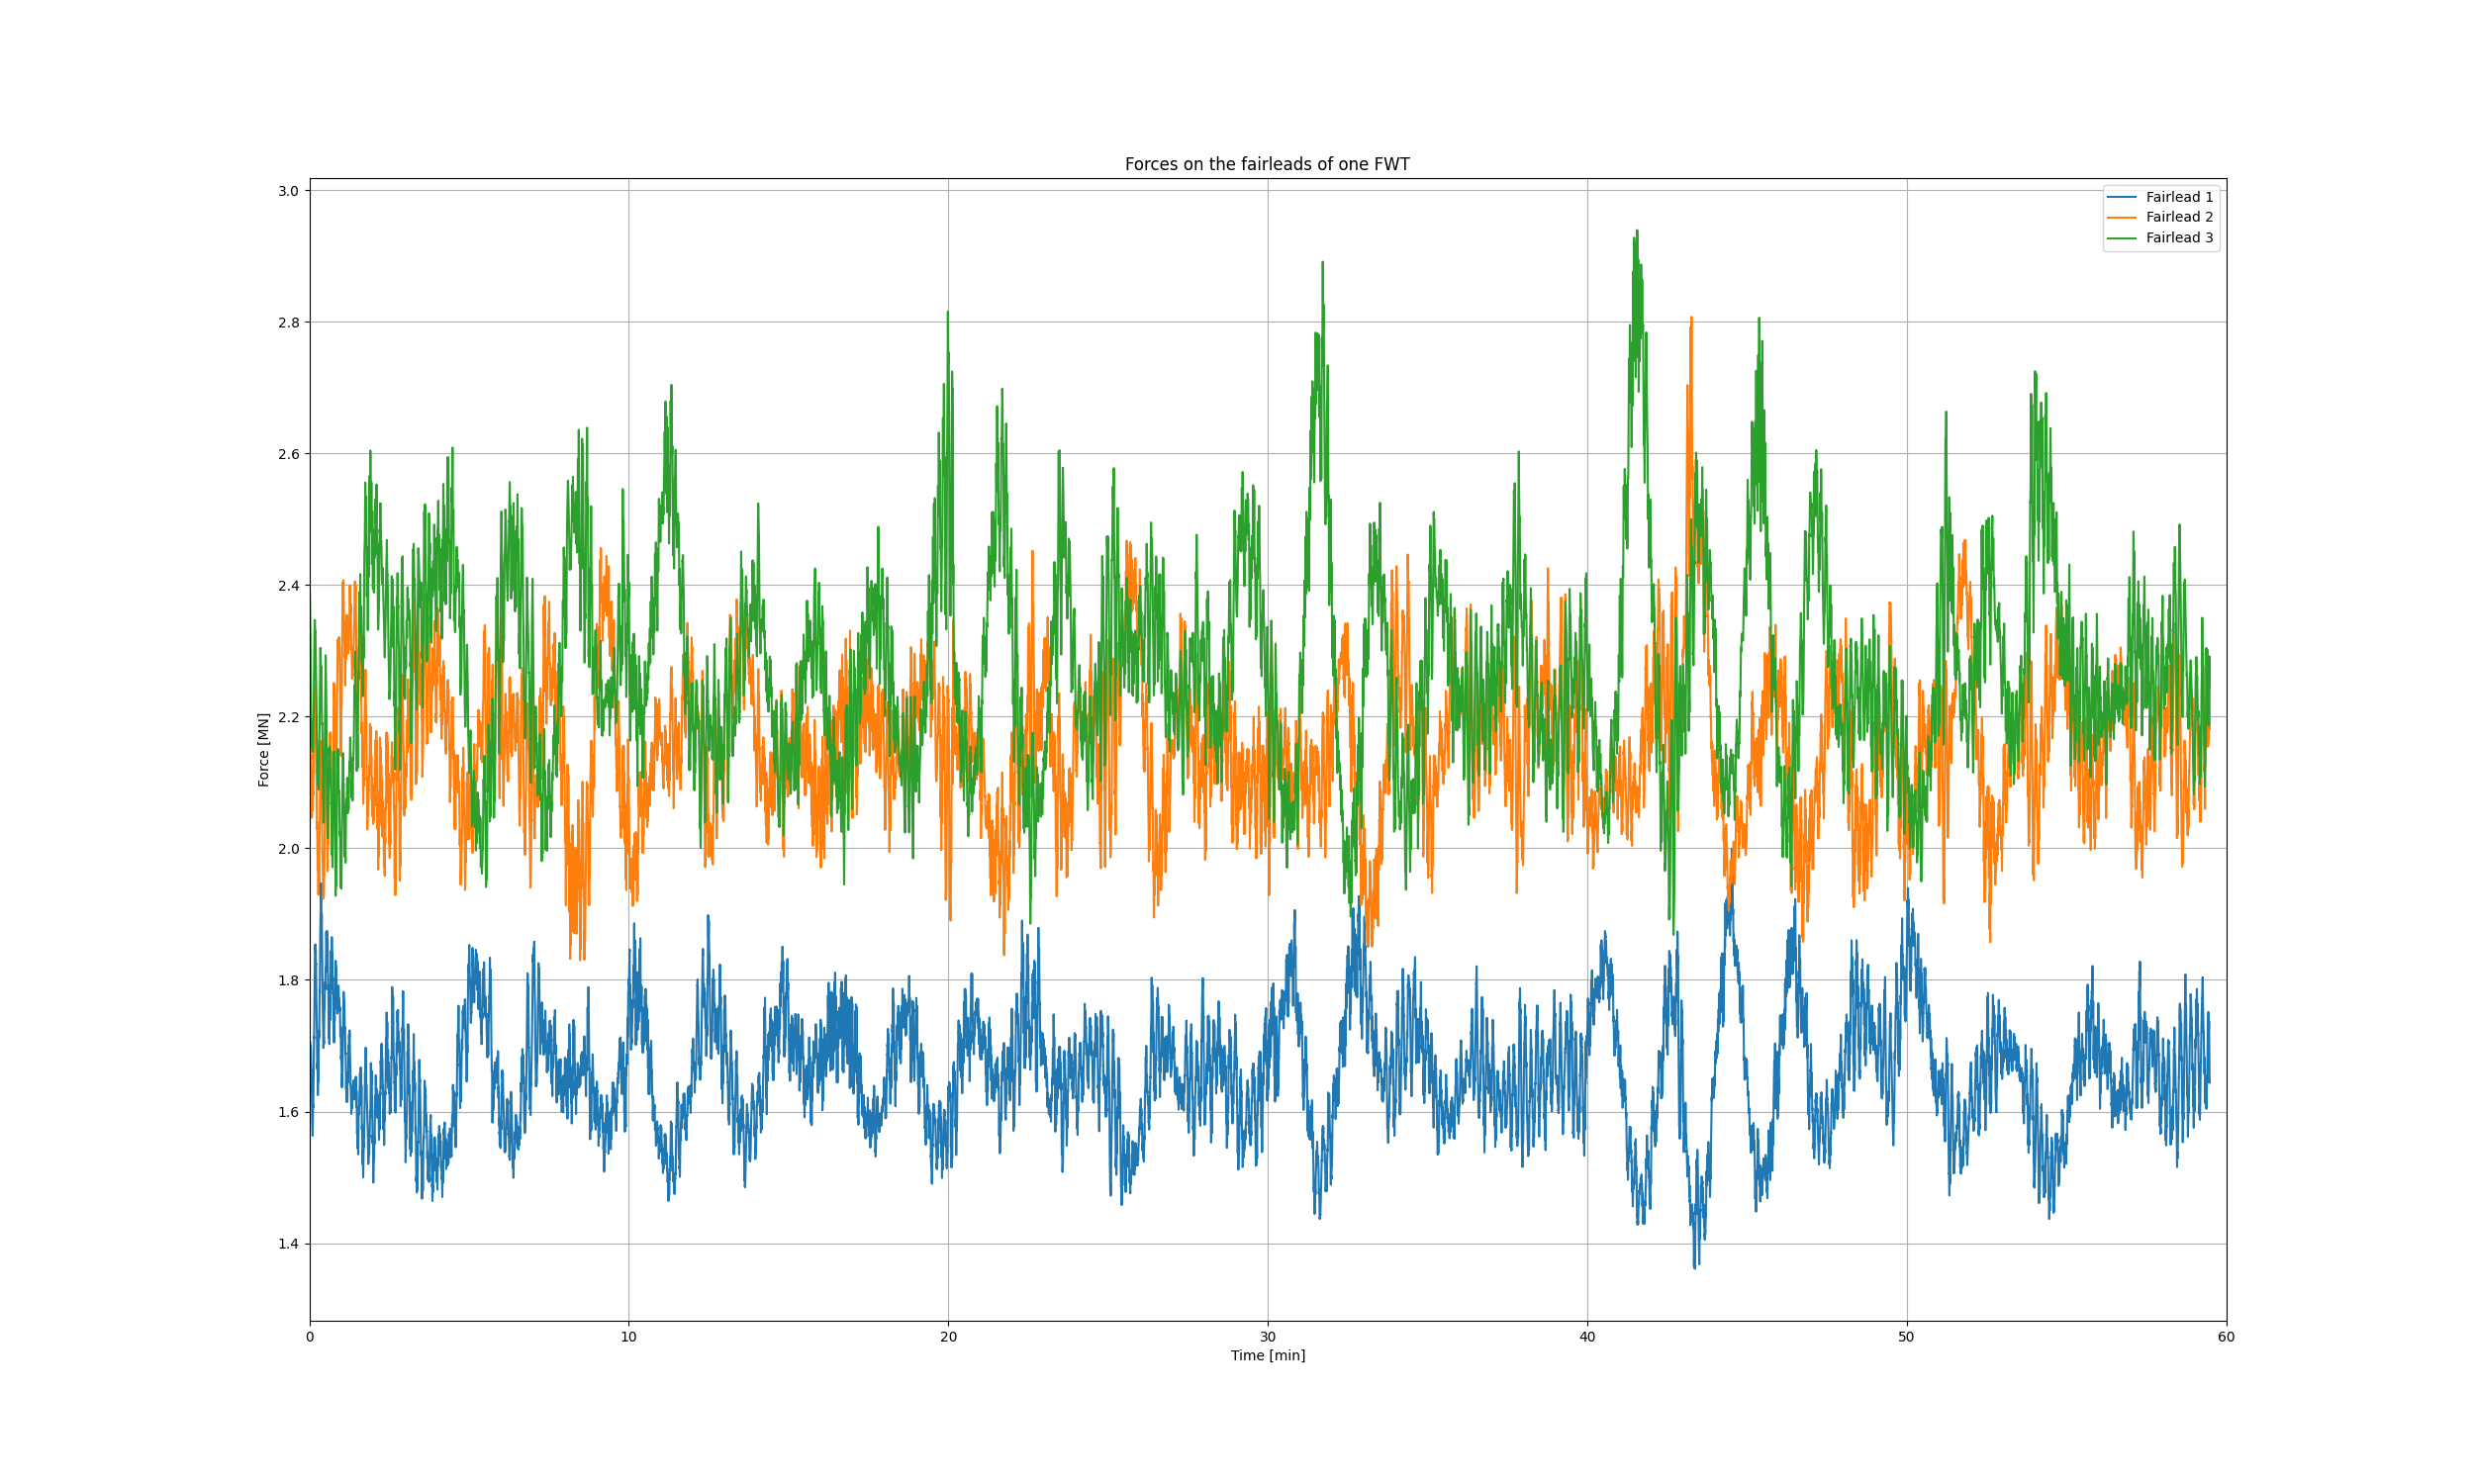 Forces on the fairleads of one FWT
3.0
2.8
2.6
2.4
2.2
2.0
1.8
1.6
1.4
Force [MN]
Fairlead 1
Fairlead 2
Fairlead 3
0
10
20
30
40
50
60
Time [min]